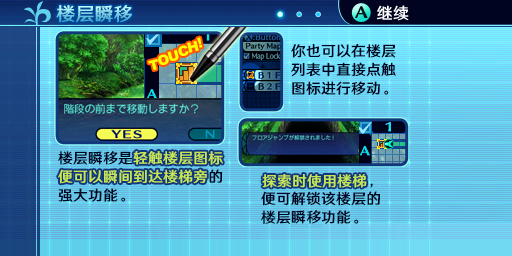 楼层瞬移
A 继续
TOUCH!
A
階段の前まで移動しますか？
YES
N
楼层瞬移是轻触楼层图标
便可以瞬间到达楼梯旁的
强大功能。
Button
Party Map
Map Lock
B1F
B2F
你也可以在楼层
列表中直接点触
图标进行移动。
フロアジャンプが解禁されました！
1
A
探索时使用楼梯，
便可解锁该楼层的
楼层瞬移功能。